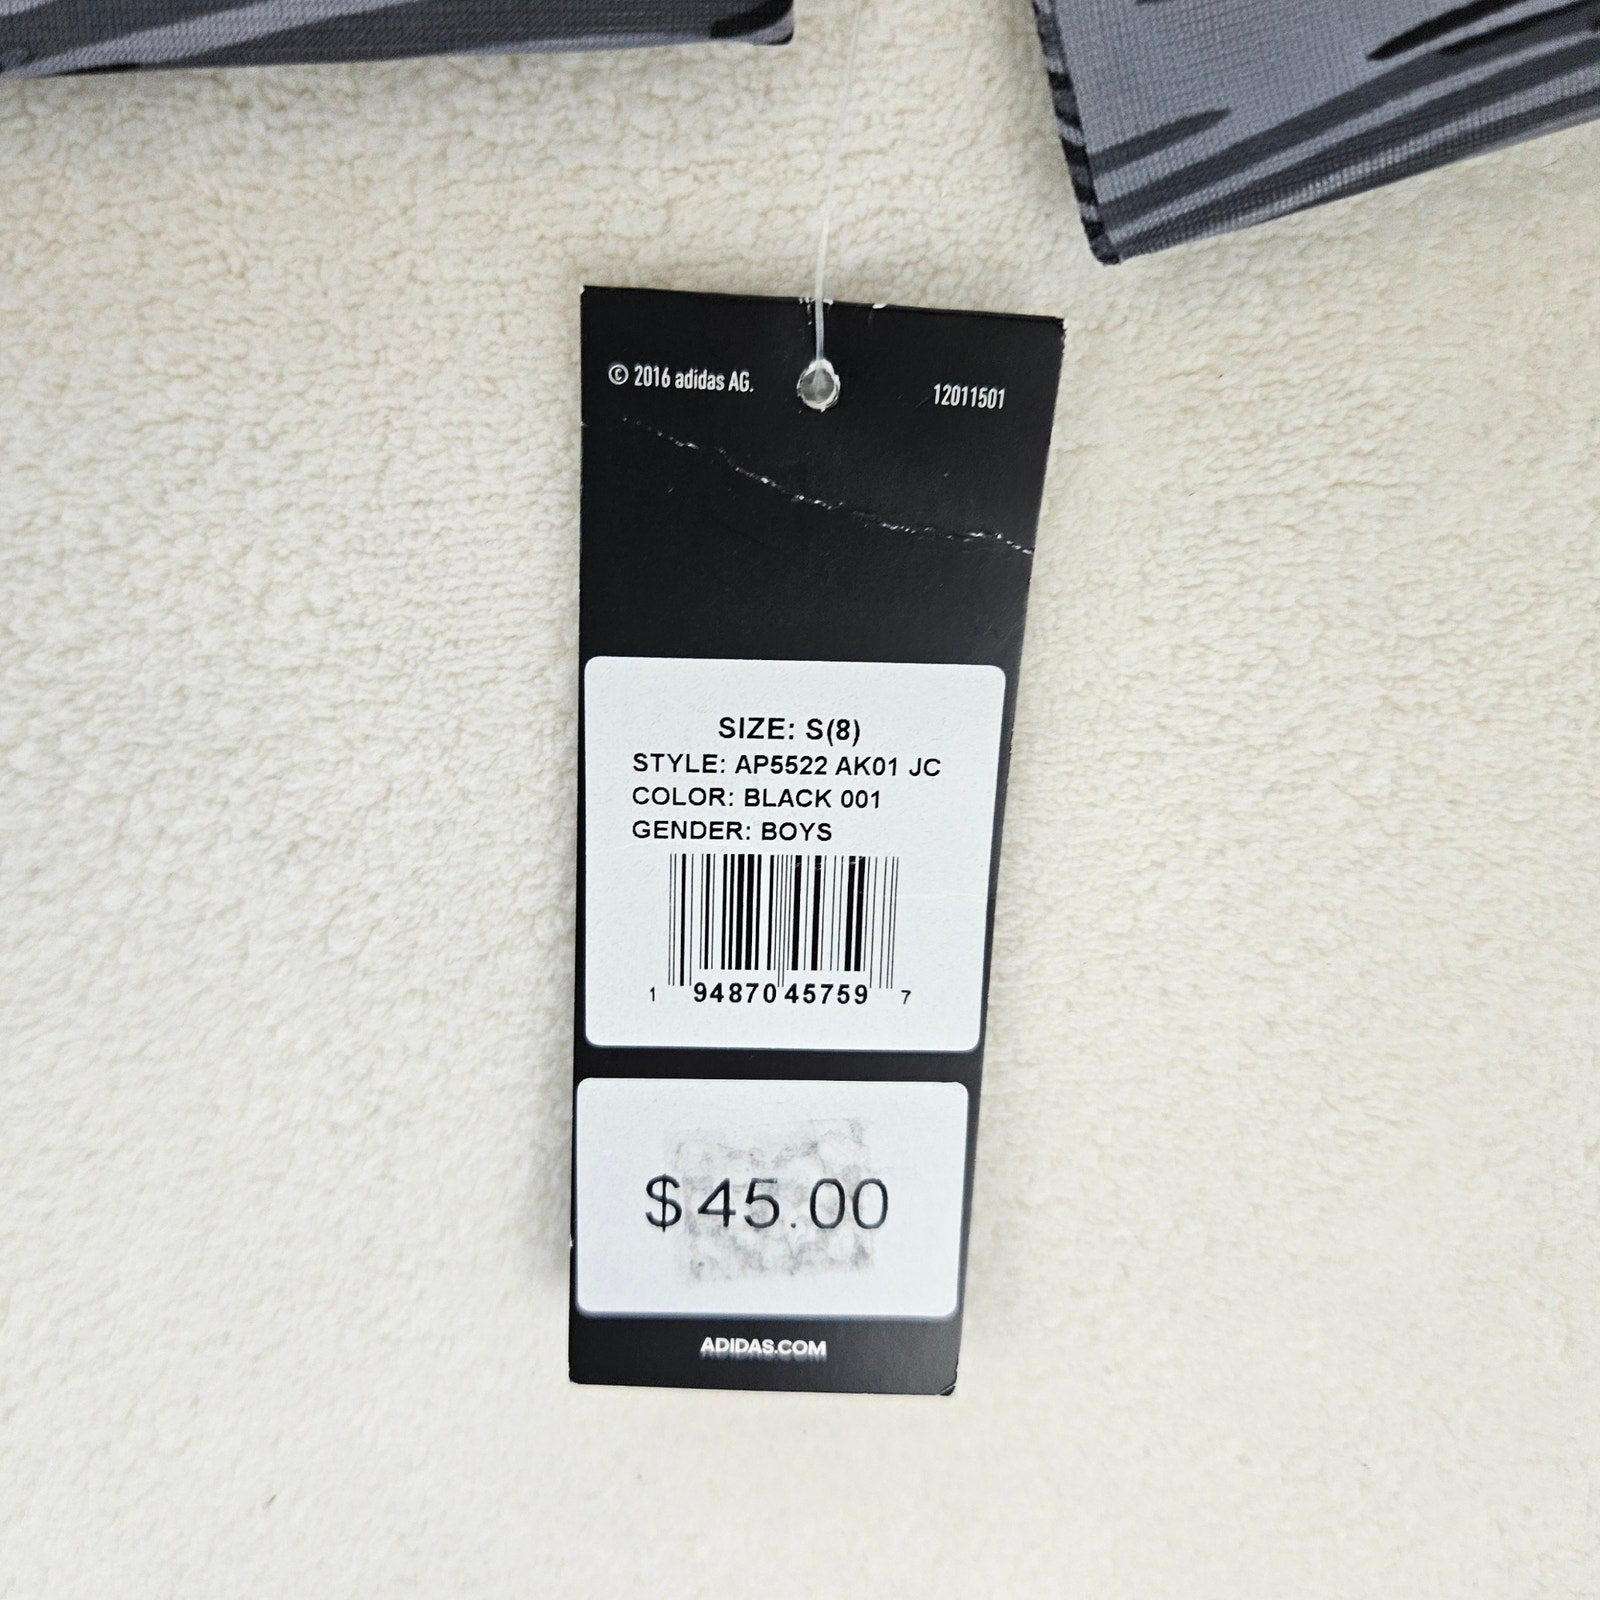 © 2016 adidas AG. 12011501
SIZE: S(8)
STYLE: AP5522 AK01 JC
COLOR: BLACK 001
GENDER: BOYS
1 94870 45759 7
$45.00
ADIDAS.COM